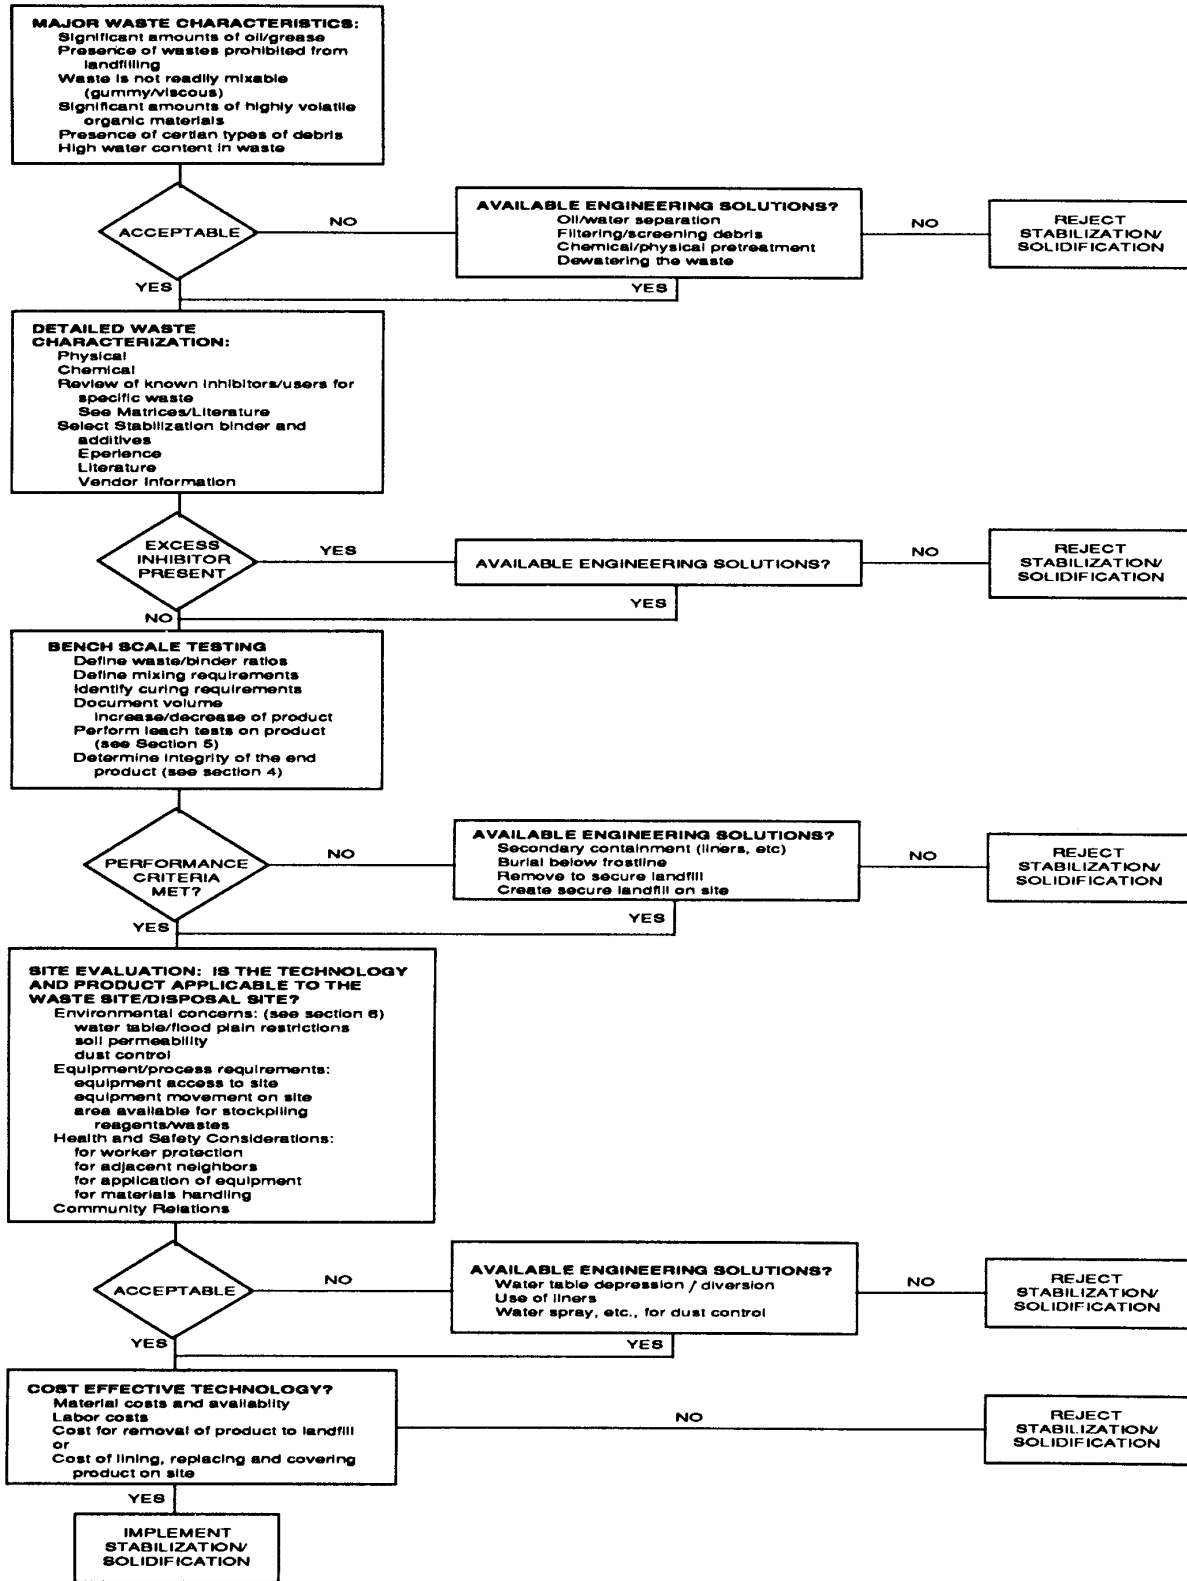 MAJOR WASTE CHARACTERISTICS:
Significant amounts of oil/grease
Presence of wastes prohibited from
landfilling
Waste is not readily mixable
(gummy/viscous)
Significant amounts of highly volatile
organic materials
Presence of certian types of debris
High water content in waste
ACCEPTABLE
NO
AVAILABLE ENGINEERING SOLUTIONS?
Oil/water separation
Filtering/screening debris
Chemical/physical pretreatment
Dewatering the waste
NO
REJECT
STABILIZATION/
SOLIDIFICATION
YES
YES
DETAILED WASTE
CHARACTERIZATION:
Physical
Chemical
Review of known inhibitors/users for
specific waste
See Matrices/Literature
Select Stabilization binder and
additives
Eperience
Literature
Vendor Information
EXCESS
INHIBITOR
PRESENT
YES
AVAILABLE ENGINEERING SOLUTIONS?
NO
REJECT
STABILIZATION/
SOLIDIFICATION
NO
YES
BENCH SCALE TESTING
Define waste/binder ratios
Define mixing requirements
Identify curing requirements
Document volume
increase/decrease of product
Perform leach tests on product
(see Section 5)
Determine integrity of the end
product (see section 4)
PERFORMANCE
CRITERIA
MET?
NO
AVAILABLE ENGINEERING SOLUTIONS?
Secondary containment (liners, etc)
Burial below frostline
Remove to secure landfill
Create secure landfill on site
NO
REJECT
STABILIZATION/
SOLIDIFICATION
YES
YES
SITE EVALUATION: IS THE TECHNOLOGY
AND PRODUCT APPLICABLE TO THE
WASTE SITE/DISPOSAL SITE?
Environmental concerns: (see section 6)
water table/flood plain restrictions
soil permeability
dust control
Equipment/process requirements:
equipment access to site
equipment movement on site
area available for stockpiling
reagents/wastes
Health and Safety Considerations:
for worker protection
for adjacent neighbors
for application of equipment
for materials handling
Community Relations
ACCEPTABLE
NO
AVAILABLE ENGINEERING SOLUTIONS?
Water table depression / diversion
Use of liners
Water spray, etc., for dust control
NO
REJECT
STABILIZATION/
SOLIDIFICATION
YES
YES
COST EFFECTIVE TECHNOLOGY?
Material costs and availablity
Labor costs
Cost for removal of product to landfill
or
Cost of lining, replacing and covering
product on site
NO
REJECT
STABILIZATION/
SOLIDIFICATION
YES
IMPLEMENT
STABILIZATION/
SOLIDIFICATION